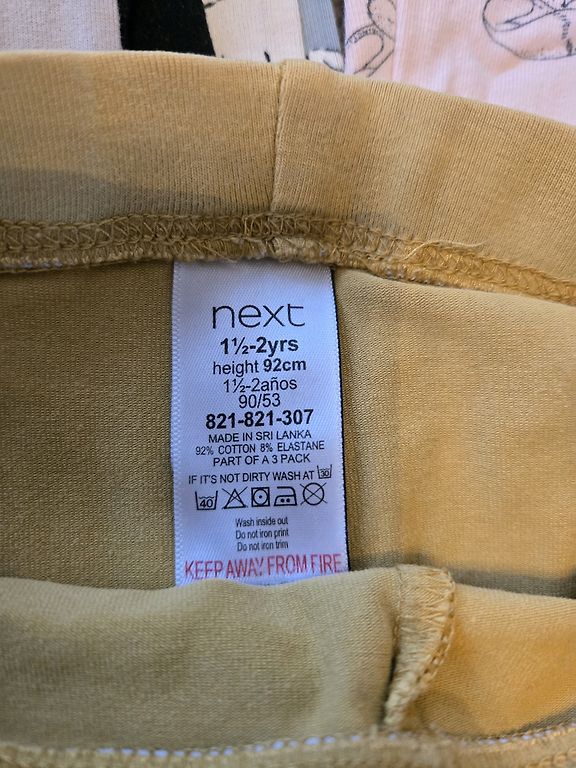 next
1½-2yrs
height 92cm
1½-2años
90/53
821-821-307
MADE IN SRI LANKA
92% COTTON 8% ELASTANE
PART OF A 3 PACK
IF IT'S NOT DIRTY WASH AT 30
40
Wash inside out
Do not iron print
Do not iron trim
KEEP AWAY FROM FIRE